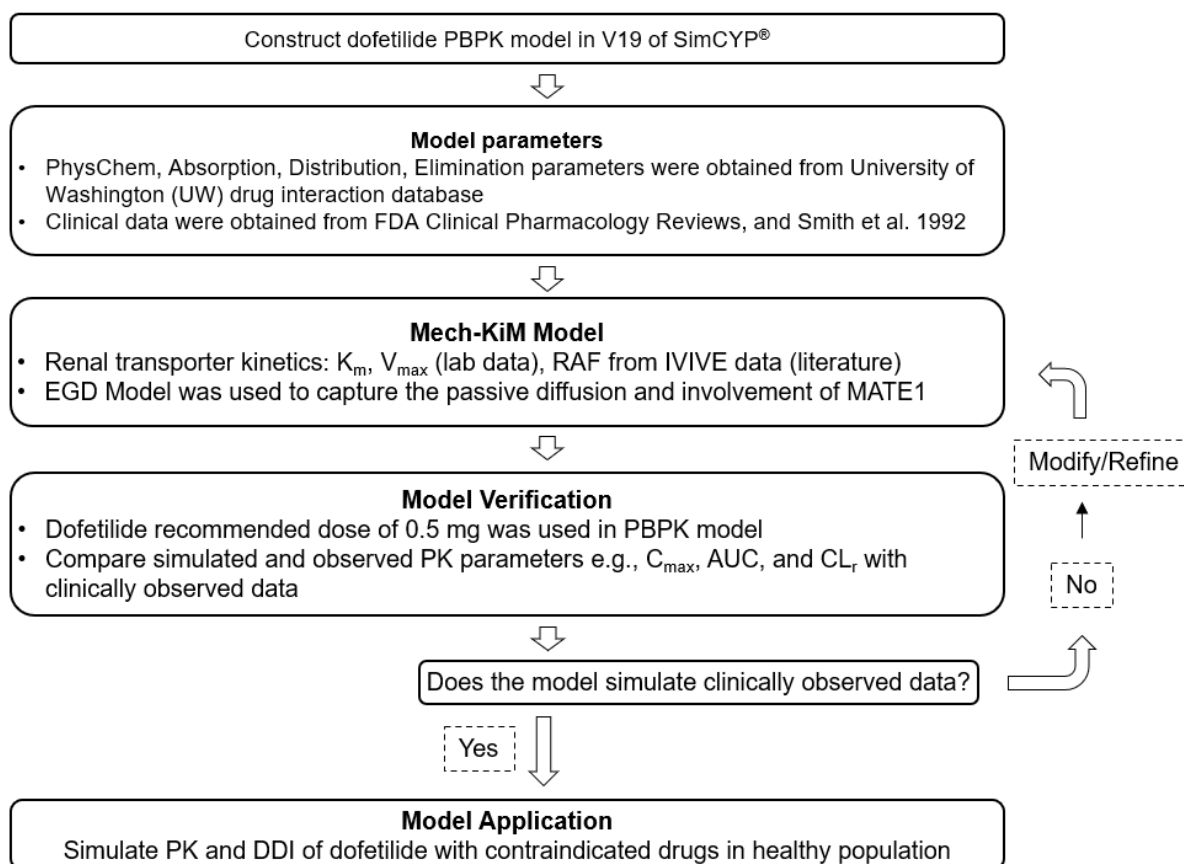 Construct dofetilide PBPK model in V19 of SimCYP®
Model parameters
• PhysChem, Absorption, Distribution, Elimination parameters were obtained from University of
Washington (UW) drug interaction database
• Clinical data were obtained from FDA Clinical Pharmacology Reviews, and Smith et al. 1992
Mech-KiM Model
• Renal transporter kinetics: Km, Vmax (lab data), RAF from IVIVE data (literature)
• EGD Model was used to capture the passive diffusion and involvement of MATE1
Modify/Refine
Model Verification
• Dofetilide recommended dose of 0.5 mg was used in PBPK model
• Compare simulated and observed PK parameters e.g., Cmax, AUC, and CLr with
clinically observed data
No
Does the model simulate clinically observed data?
Yes
Model Application
Simulate PK and DDI of dofetilide with contraindicated drugs in healthy population